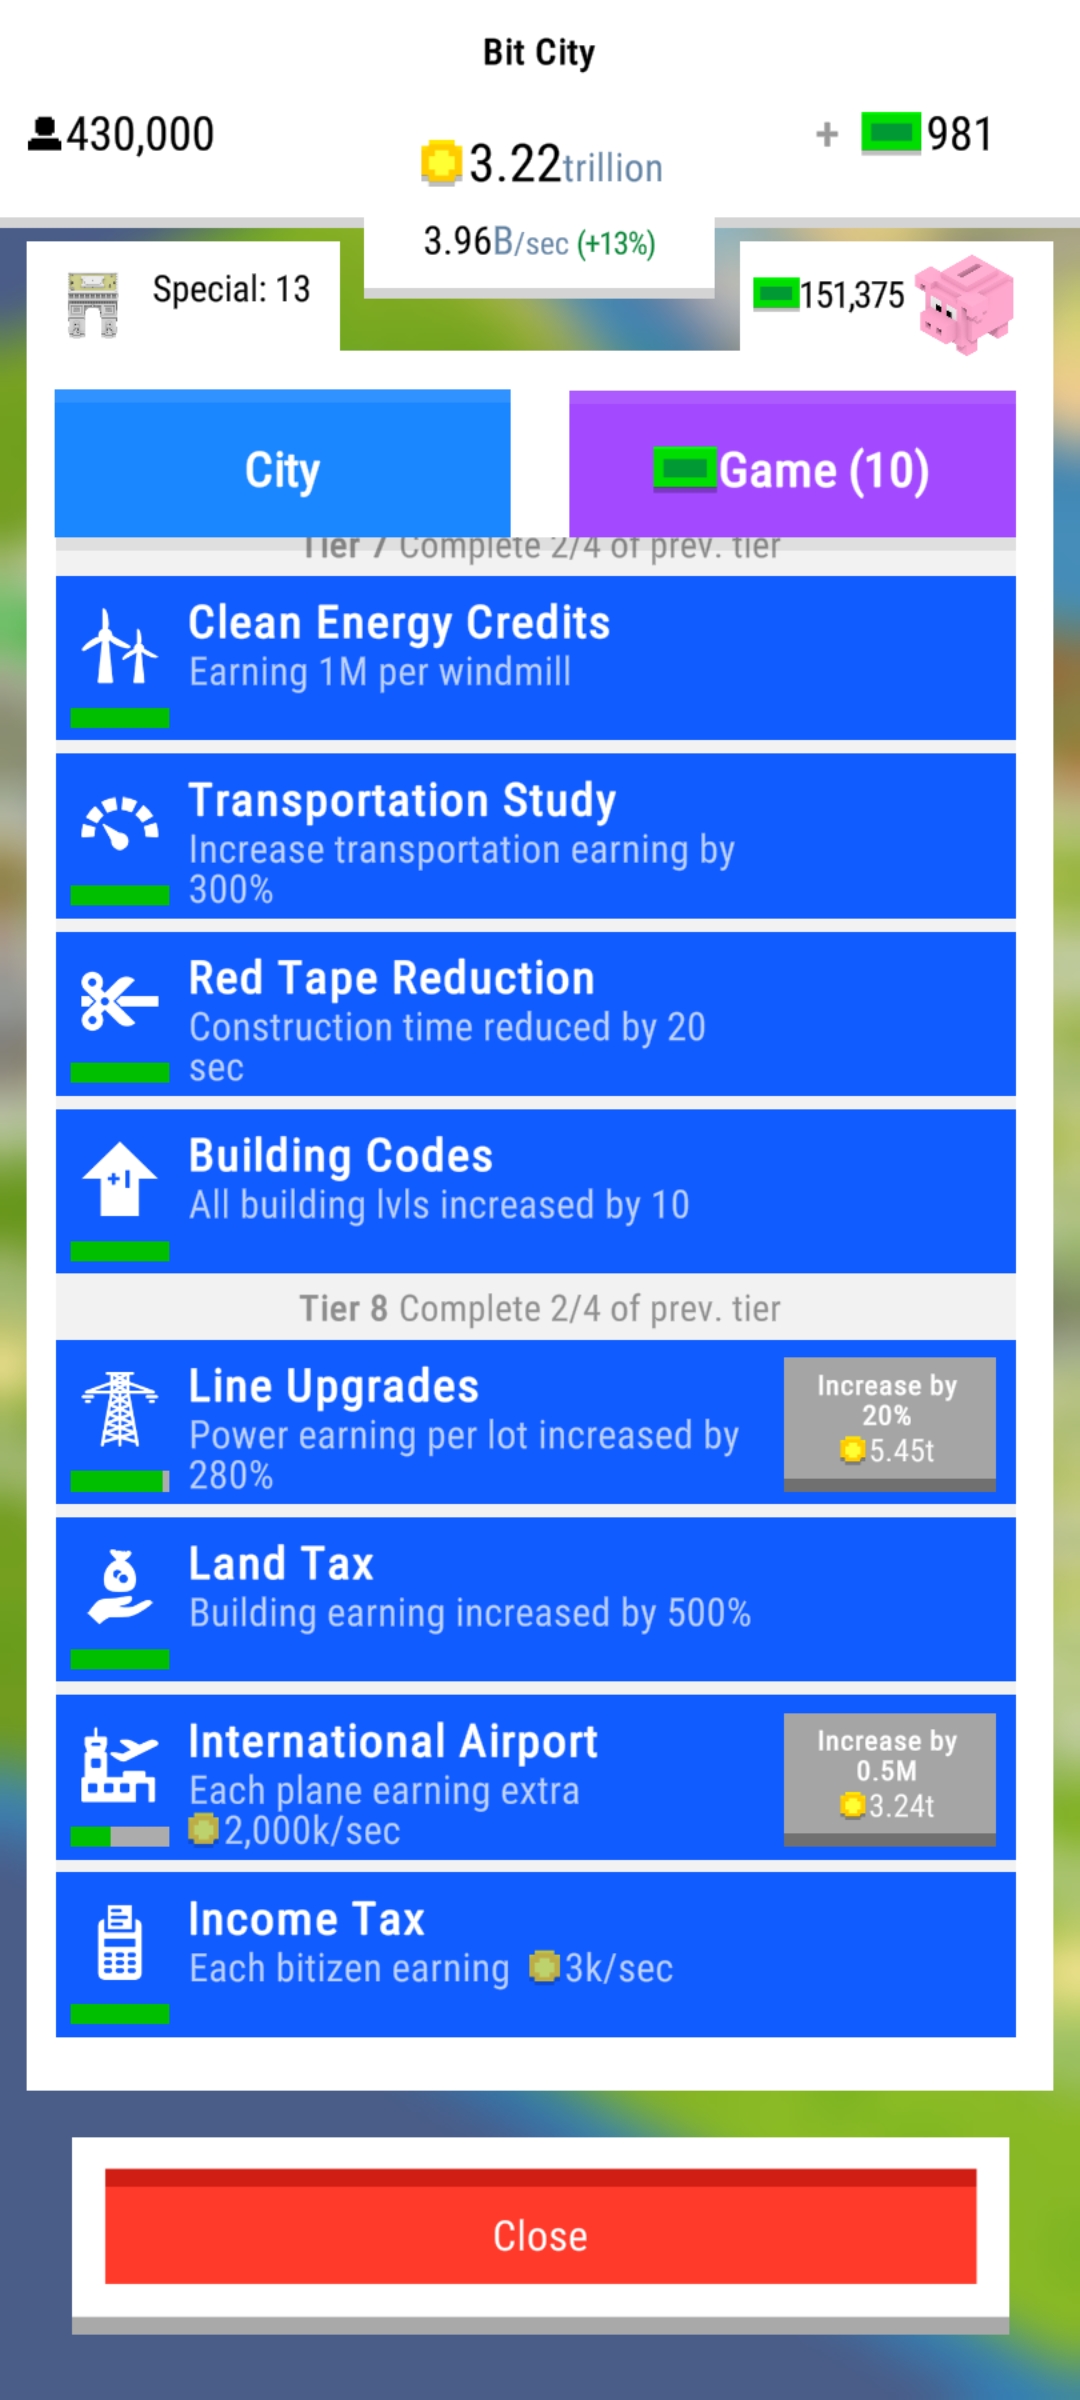 Bit City
430,000
3.22trillion
+ 981
3.96B/sec (+13%)
Special: 13
151,375
City
Game (10)
Tier 7 Complete 2/4 of prev. tier
Clean Energy Credits
Earning 1M per windmill
Transportation Study
Increase transportation earning by
300%
Red Tape Reduction
Construction time reduced by 20
sec
+1
Building Codes
All building lvls increased by 10
Tier 8 Complete 2/4 of prev. tier
Line Upgrades
Power earning per lot increased by
280%
Increase by
20%
5.45t
Land Tax
Building earning increased by 500%
International Airport
Each plane earning extra
2,000k/sec
Increase by
0.5M
3.24t
Income Tax
Each bitizen earning 3k/sec
Close